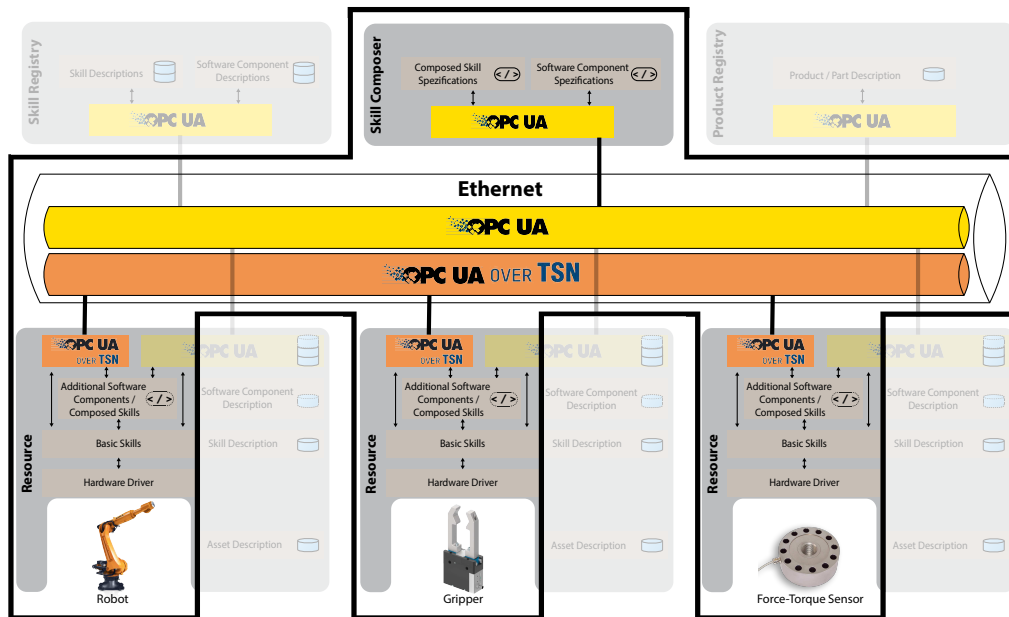 Skill Registry
Skill Descriptions
Software Component
Descriptions
OPC UA
Skill Composer
Composed Skill
Spezifications
</>
Software Component
Spezifications
</>
OPC UA
Product Registry
Product / Part Description
OPC UA
Ethernet
OPC UA
OPC UA OVER TSN
Resource
OPC UA
OVER TSN
OPC UA
Additional Software
Components /
Composed Skills
</>
Software Component
Description
Basic Skills
Skill Description
Hardware Driver
Asset Description
Robot
Resource
OPC UA
OVER TSN
OPC UA
Additional Software
Components /
Composed Skills
</>
Software Component
Description
Basic Skills
Skill Description
Hardware Driver
Asset Description
Gripper
Resource
OPC UA
OVER TSN
OPC UA
Additional Software
Components /
Composed Skills
</>
Software Component
Description
Basic Skills
Skill Description
Hardware Driver
Asset Description
Force-Torque Sensor